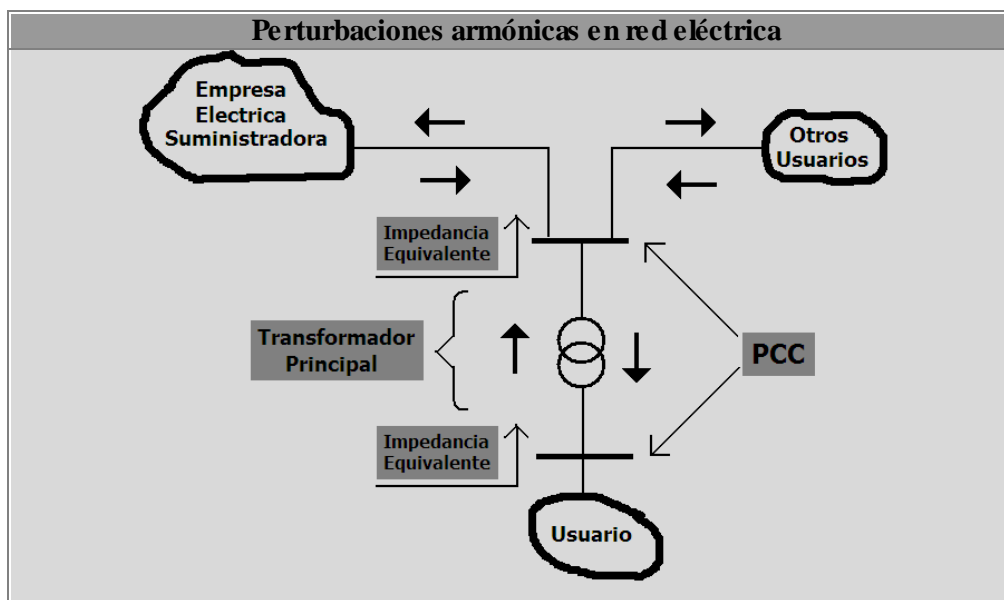 Perturbaciones armónicas en red eléctrica
Empresa
Electrica
Suministradora
Otros
Usuarios
Impedancia
Equivalente
Transformador
Principal
PCC
Impedancia
Equivalente
Usuario